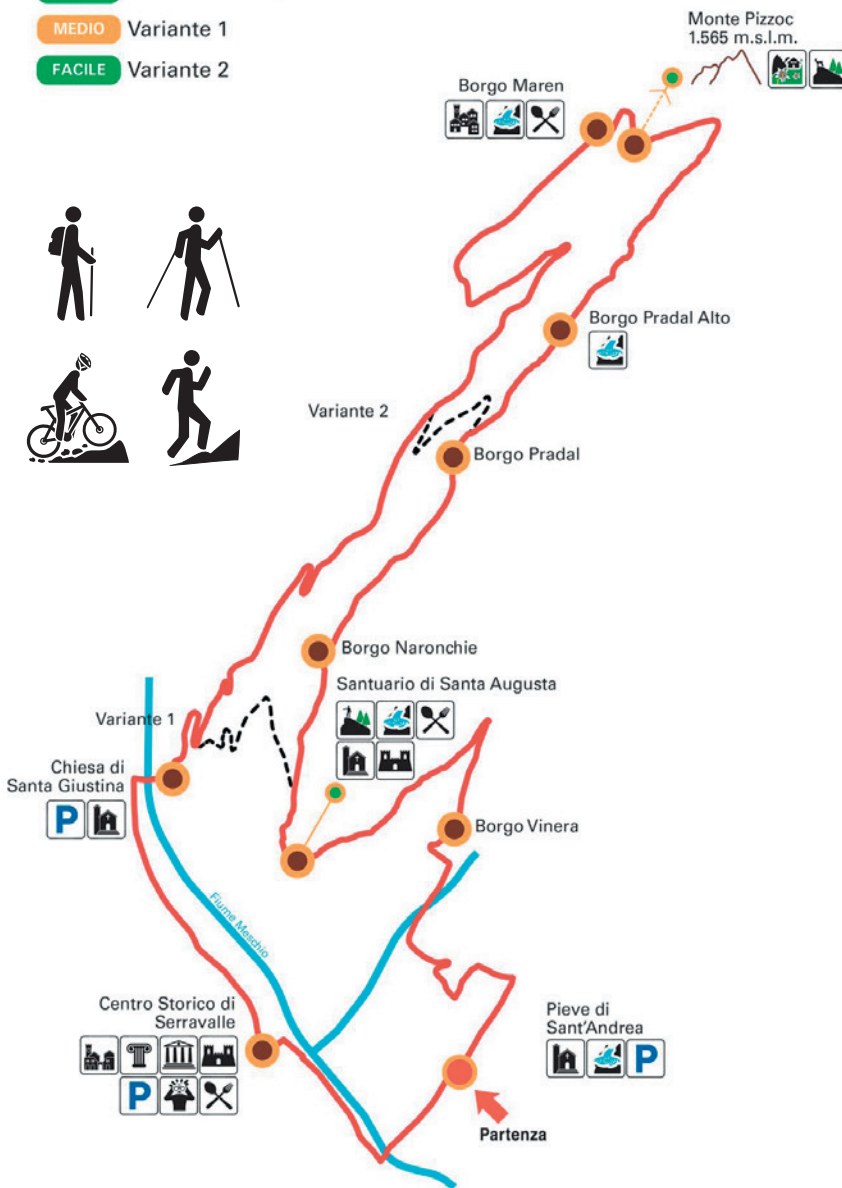 MEDIO Variante 1
FACILE Variante 2
Monte Pizzoc
1.565 m.s.l.m.
Borgo Maren
Borgo Pradal Alto
Variante 2
Borgo Pradal
Borgo Naronchie
Santuario di Santa Augusta
Variante 1
Chiesa di
Santa Giustina
P
Borgo Vinera
Fiume Meschio
Centro Storico di
Serravalle
P
Pieve di
Sant'Andrea
P
Partenza